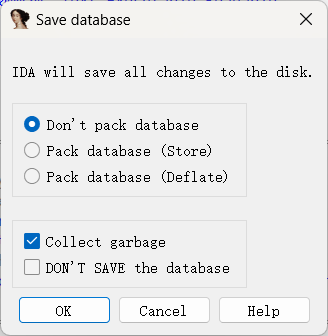 Save database
IDA will save all changes to the disk.
Don't pack database
Pack database (Store)
Pack database (Deflate)
Collect garbage
DON'T SAVE the database
OK
Cancel
Help